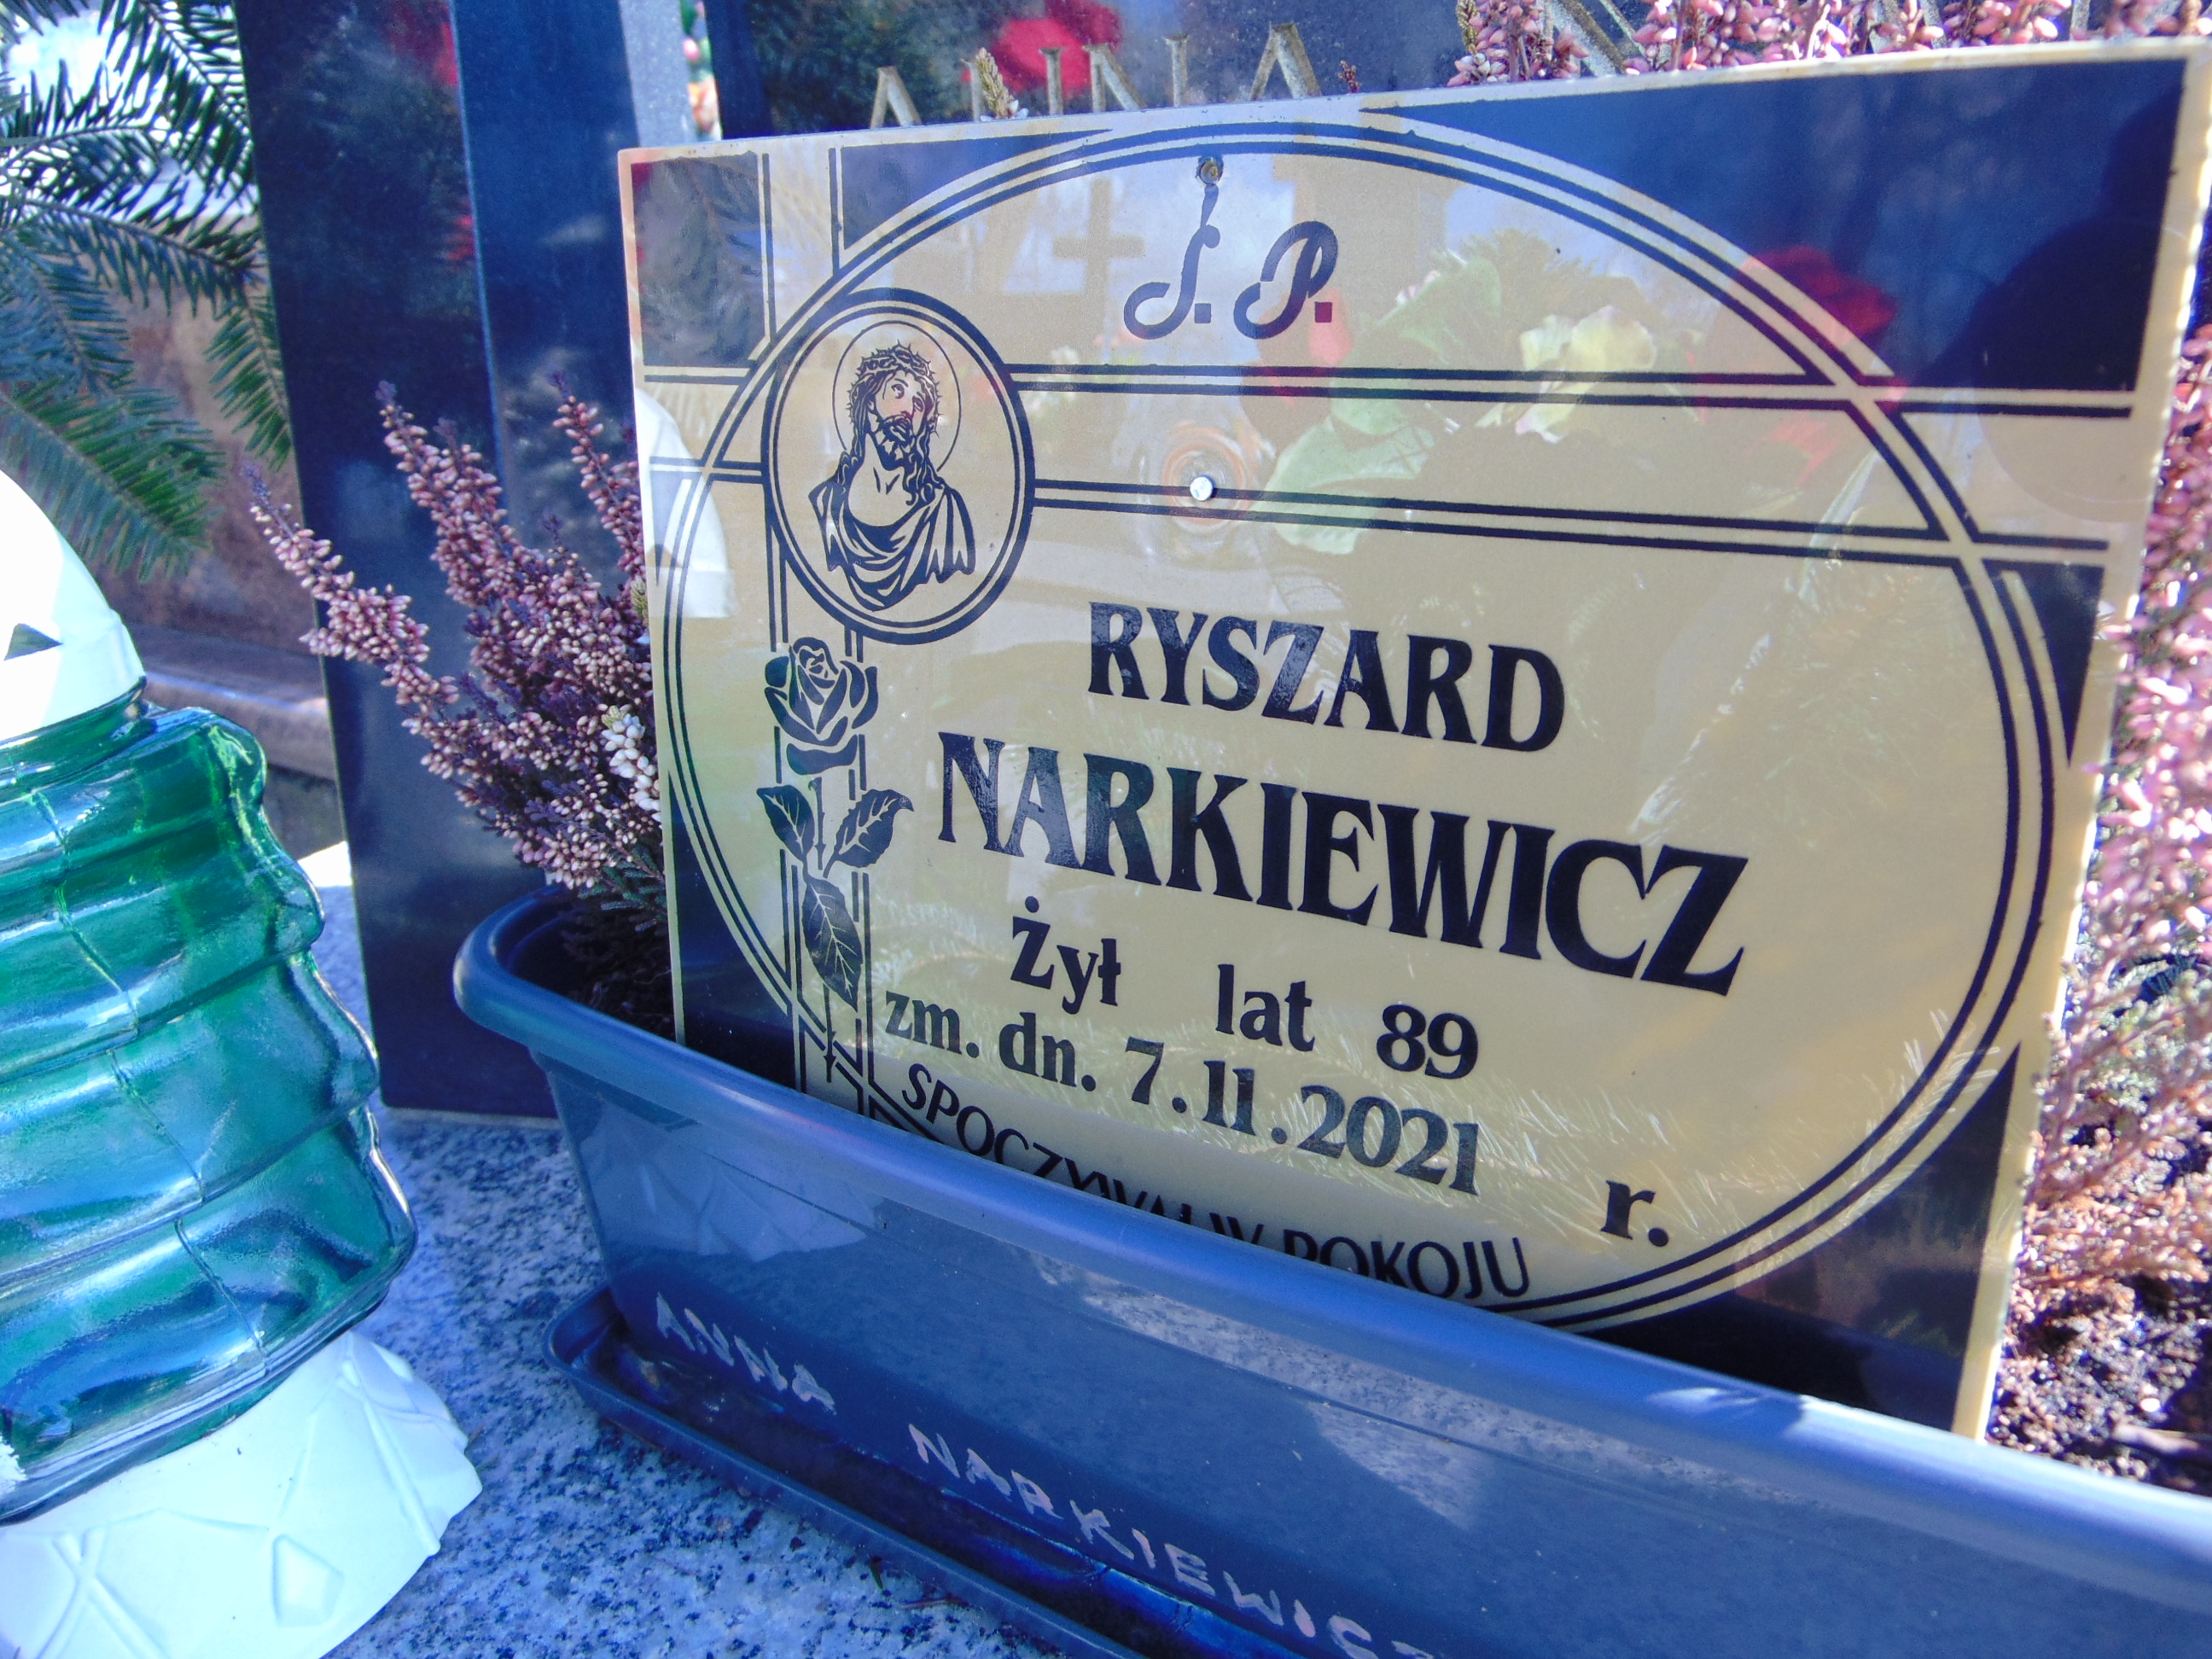 Ś. P.
RYSZARD
NARKIEWICZ
Żył lat 89
zm. dn. 7.11.2021 r.
SPOCZYWAJ W POKOJU
ANNA NARKIEWICZ